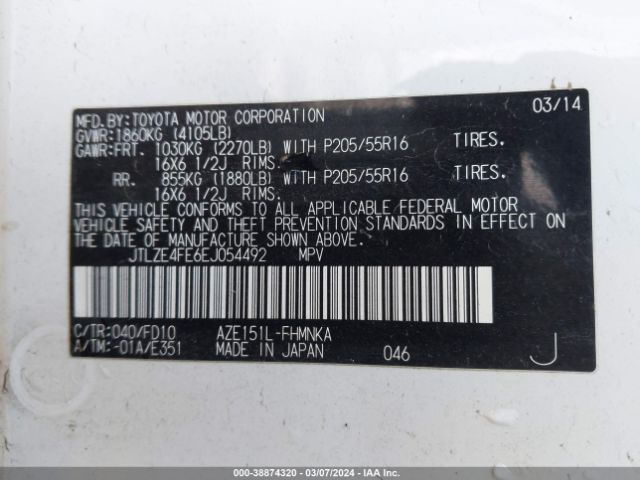 MFD.BY:TOYOTA MOTOR CORPORATION 03/14
GVWR:1860KG (4105LB)
GAWR:FRT. 1030KG (2270LB) WITH P205/55R16 TIRES.
16X6 1/2J RIMS.
RR. 855KG (1880LB) WITH P205/55R16 TIRES.
16X6 1/2J RIMS.
THIS VEHICLE CONFORMS TO ALL APPLICABLE FEDERAL MOTOR
VEHICLE SAFETY AND THEFT PREVENTION STANDARDS IN EFFECT ON
THE DATE OF MANUFACTURE SHOWN ABOVE.
JTLZE4FE6EJ054492 MPV
C/TR:040/FD10 AZE151L-FHMNKA
A/TM:-01A/E351 MADE IN JAPAN 046 J
000-38874320 — 03/07/2024 — IAA, LLC